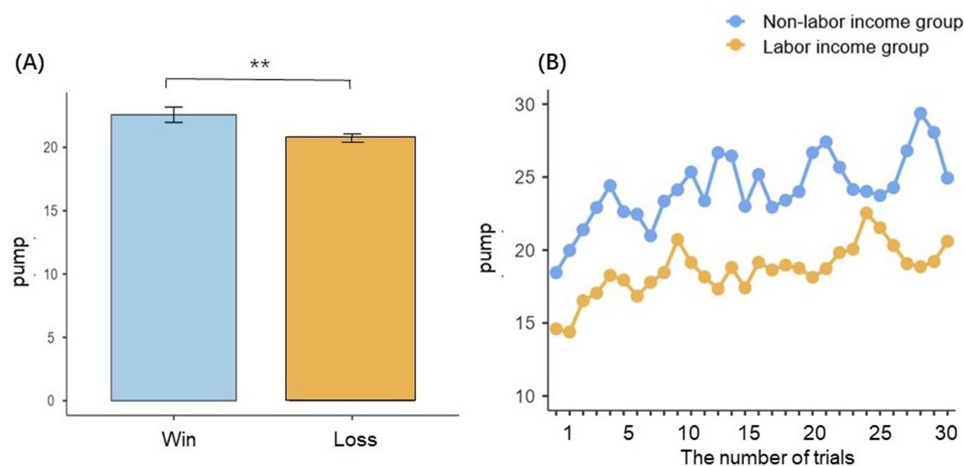 Non-labor income group
Labor income group
(A)
(B)
**
20
15
10
5
0
pump
Win
Loss
30
25
20
15
10
pump
1 5 10 15 20 25 30
The number of trials